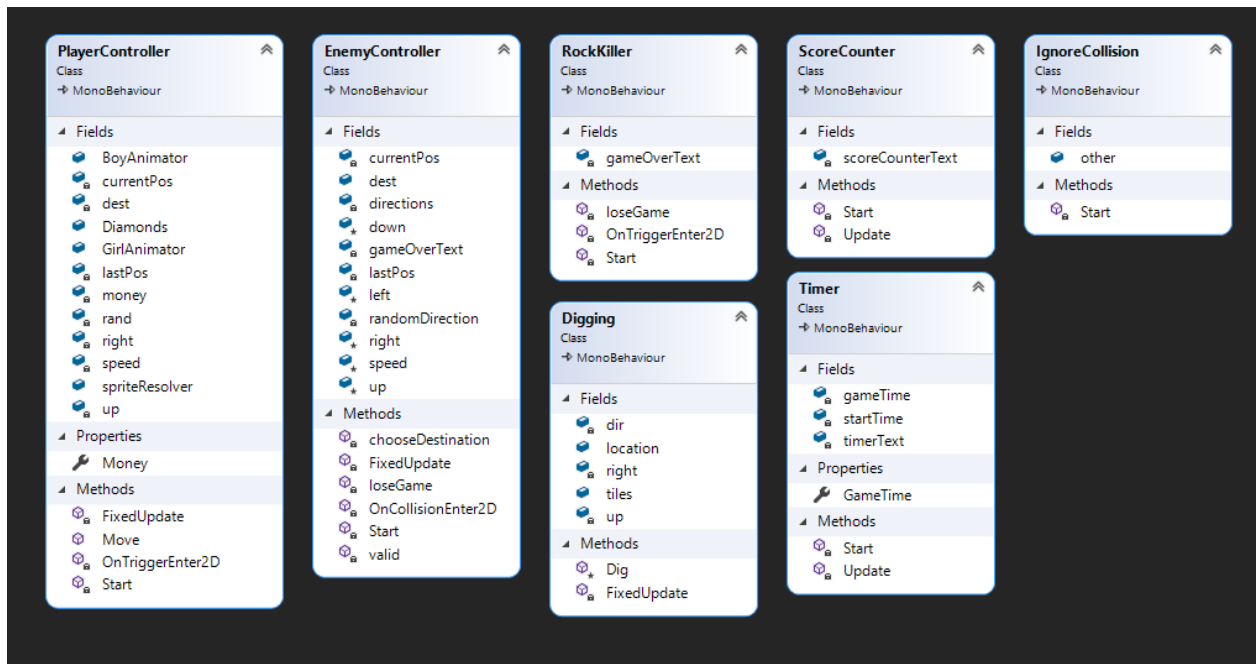 PlayerController
Class
MonoBehaviour
Fields
BoyAnimator
currentPos
dest
Diamonds
GirlAnimator
lastPos
money
rand
right
speed
spriteResolver
up
Properties
Money
Methods
FixedUpdate
Move
OnTriggerEnter2D
Start
EnemyController
Class
MonoBehaviour
Fields
currentPos
dest
directions
down
gameOverText
lastPos
left
randomDirection
right
speed
up
Methods
chooseDestination
FixedUpdate
loseGame
OnCollisionEnter2D
Start
valid
RockKiller
Class
MonoBehaviour
Fields
gameOverText
Methods
loseGame
OnTriggerEnter2D
Start
Digging
Class
MonoBehaviour
Fields
dir
location
right
tiles
up
Methods
Dig
FixedUpdate
ScoreCounter
Class
MonoBehaviour
Fields
scoreCounterText
Methods
Start
Update
Timer
Class
MonoBehaviour
Fields
gameTime
startTime
timerText
Properties
GameTime
Methods
Start
Update
IgnoreCollision
Class
MonoBehaviour
Fields
other
Methods
Start